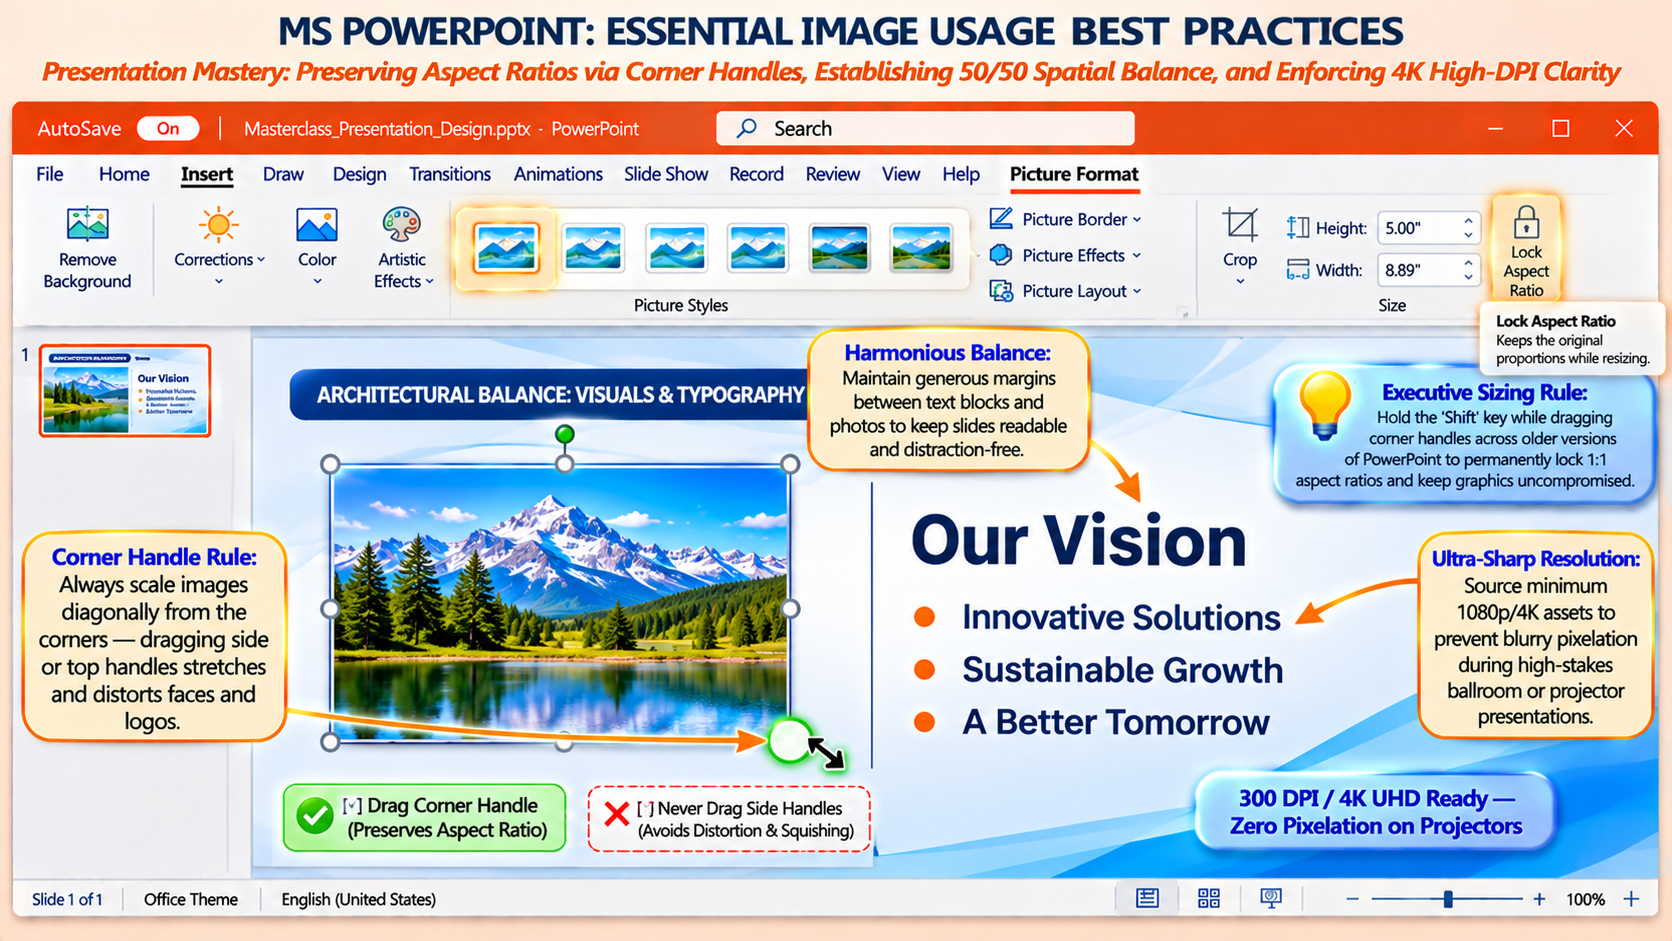 MS POWERPOINT: ESSENTIAL IMAGE USAGE BEST PRACTICES
Presentation Mastery: Preserving Aspect Ratios via Corner Handles, Establishing 50/50 Spatial Balance, and Enforcing 4K High-DPI Clarity
AutoSave On Masterclass_Presentation_Design.pptx - PowerPoint Search
File Home Insert Draw Design Transitions Animations Slide Show Record Review View Help Picture Format
Remove
Background
Corrections
Color
Artistic
Effects
Picture Styles
Picture Border
Picture Effects
Picture Layout
Crop
Height: 5.00"
Width: 8.89"
Size
Lock
Aspect
Ratio
Lock Aspect Ratio
Keeps the original
proportions while resizing.
1
Our Vision
ARCHITECTURAL BALANCE: VISUALS & TYPOGRAPHY
Harmonious Balance:
Maintain generous margins
between text blocks and
photos to keep slides readable
and distraction-free.
Executive Sizing Rule:
Hold the 'Shift' key while dragging
corner handles across older versions
of PowerPoint to permanently lock 1:1
aspect ratios and keep graphics uncompromised.
Corner Handle Rule:
Always scale images
diagonally from the
corners — dragging side
or top handles stretches
and distorts faces and
logos.
Our Vision
Innovative Solutions
Sustainable Growth
A Better Tomorrow
Ultra-Sharp Resolution:
Source minimum
1080p/4K assets to
prevent blurry pixelation
during high-stakes
ballroom or projector
presentations.
Drag Corner Handle
(Preserves Aspect Ratio)
Never Drag Side Handles
(Avoids Distortion & Squishing)
300 DPI / 4K UHD Ready —
Zero Pixelation on Projectors
Slide 1 of 1 Office Theme English (United States) 100%